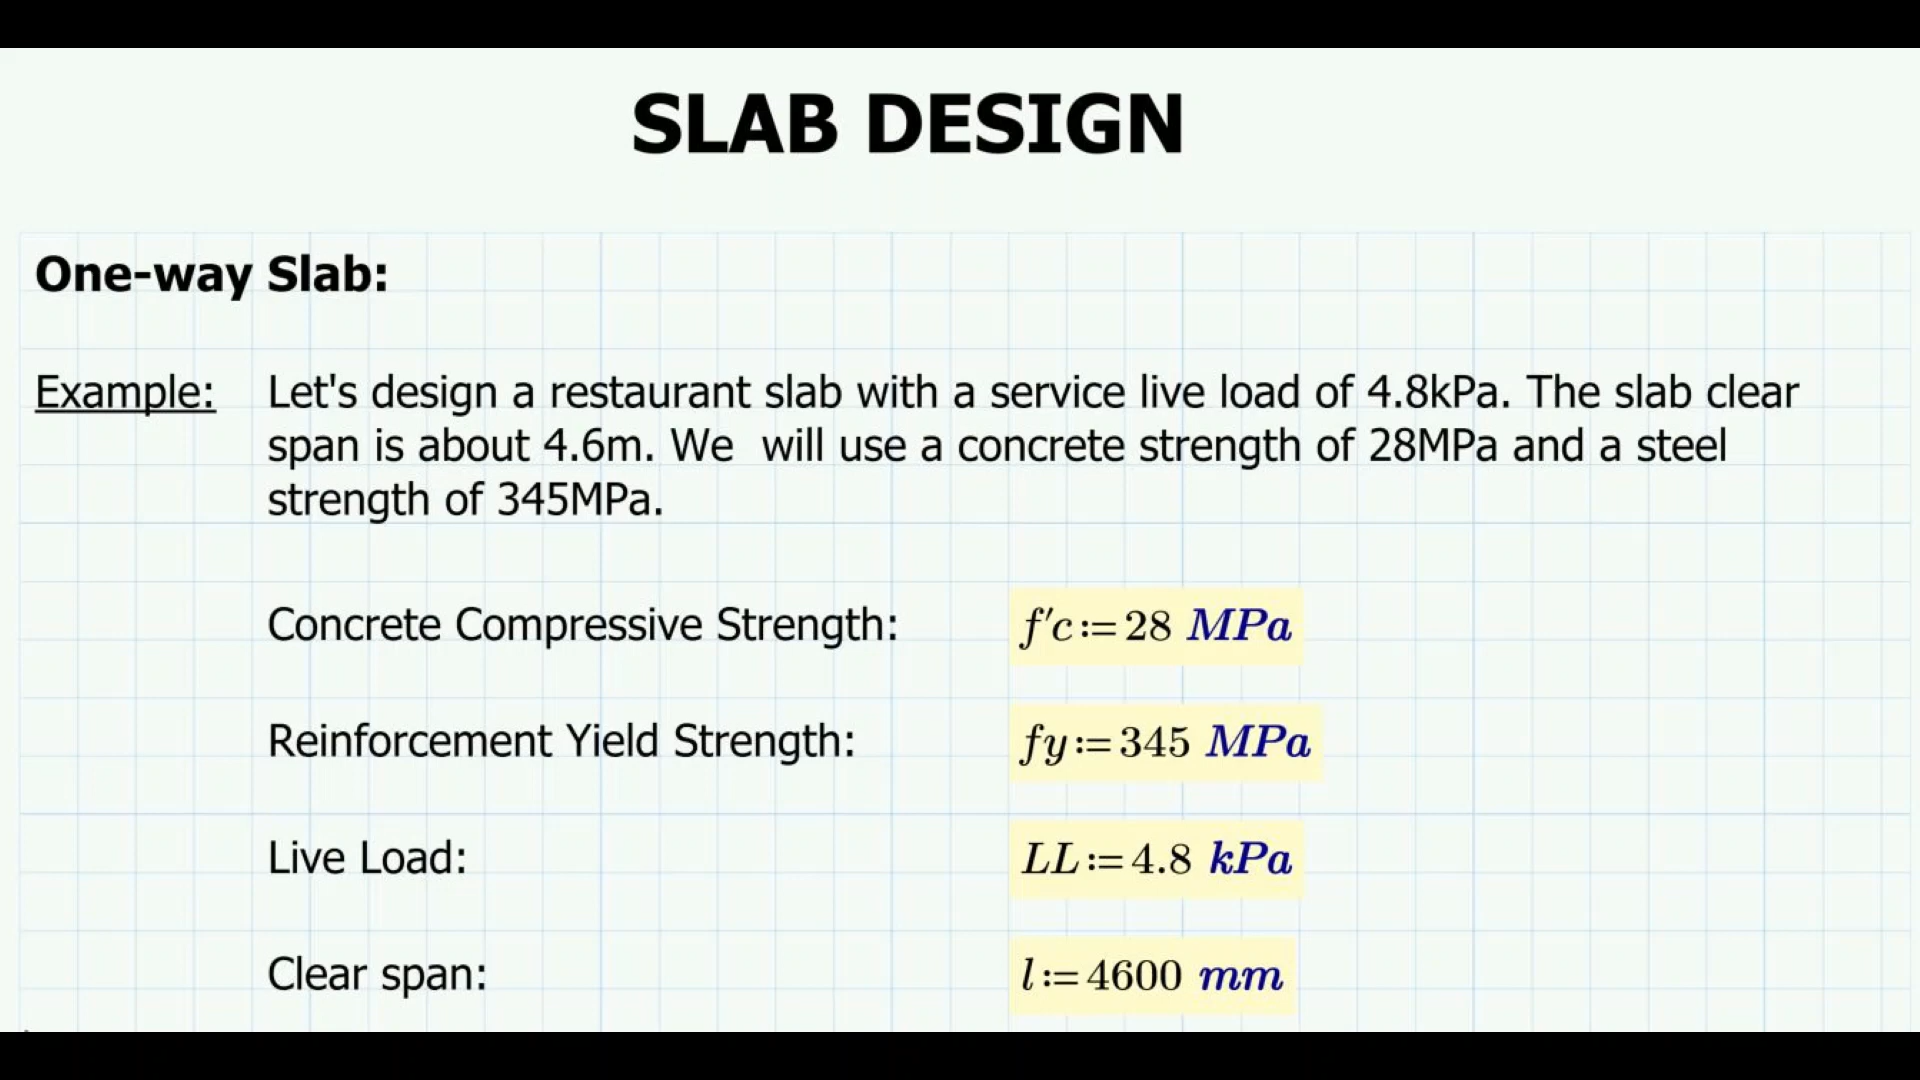 SLAB DESIGN
One-way Slab:
Example: Let's design a restaurant slab with a service live load of 4.8kPa. The slab clear
span is about 4.6m. We will use a concrete strength of 28MPa and a steel
strength of 345MPa.
Concrete Compressive Strength: f'c:=28 MPa
Reinforcement Yield Strength: fy:=345 MPa
Live Load: LL:=4.8 kPa
Clear span: l:=4600 mm